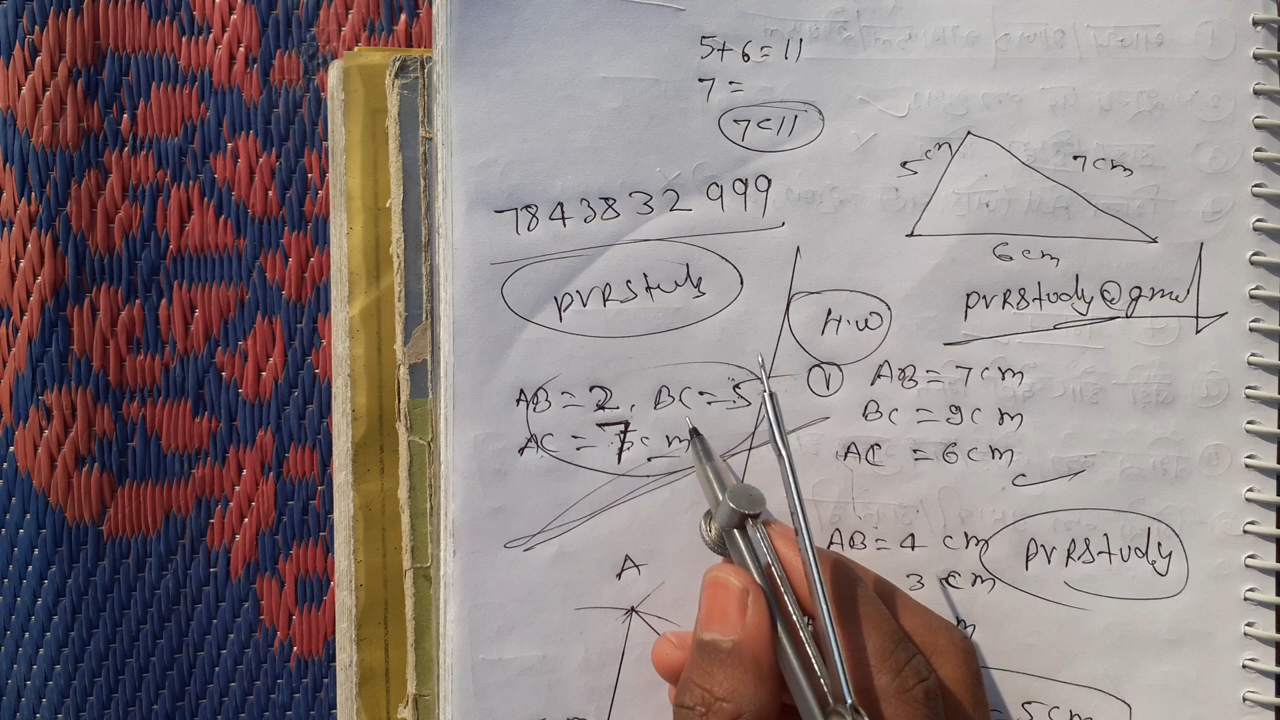 5+6=11
7=
7<11
7843832999
5cm
7cm
6cm
PVRStudy
PVRStudy@gmail
H.W
AB=2, BC=5
AC=7cm
AB=7cm
BC=9cm
AC=6cm
AB=4 cm
3 cm
m
PVRStudy
A
=5cm